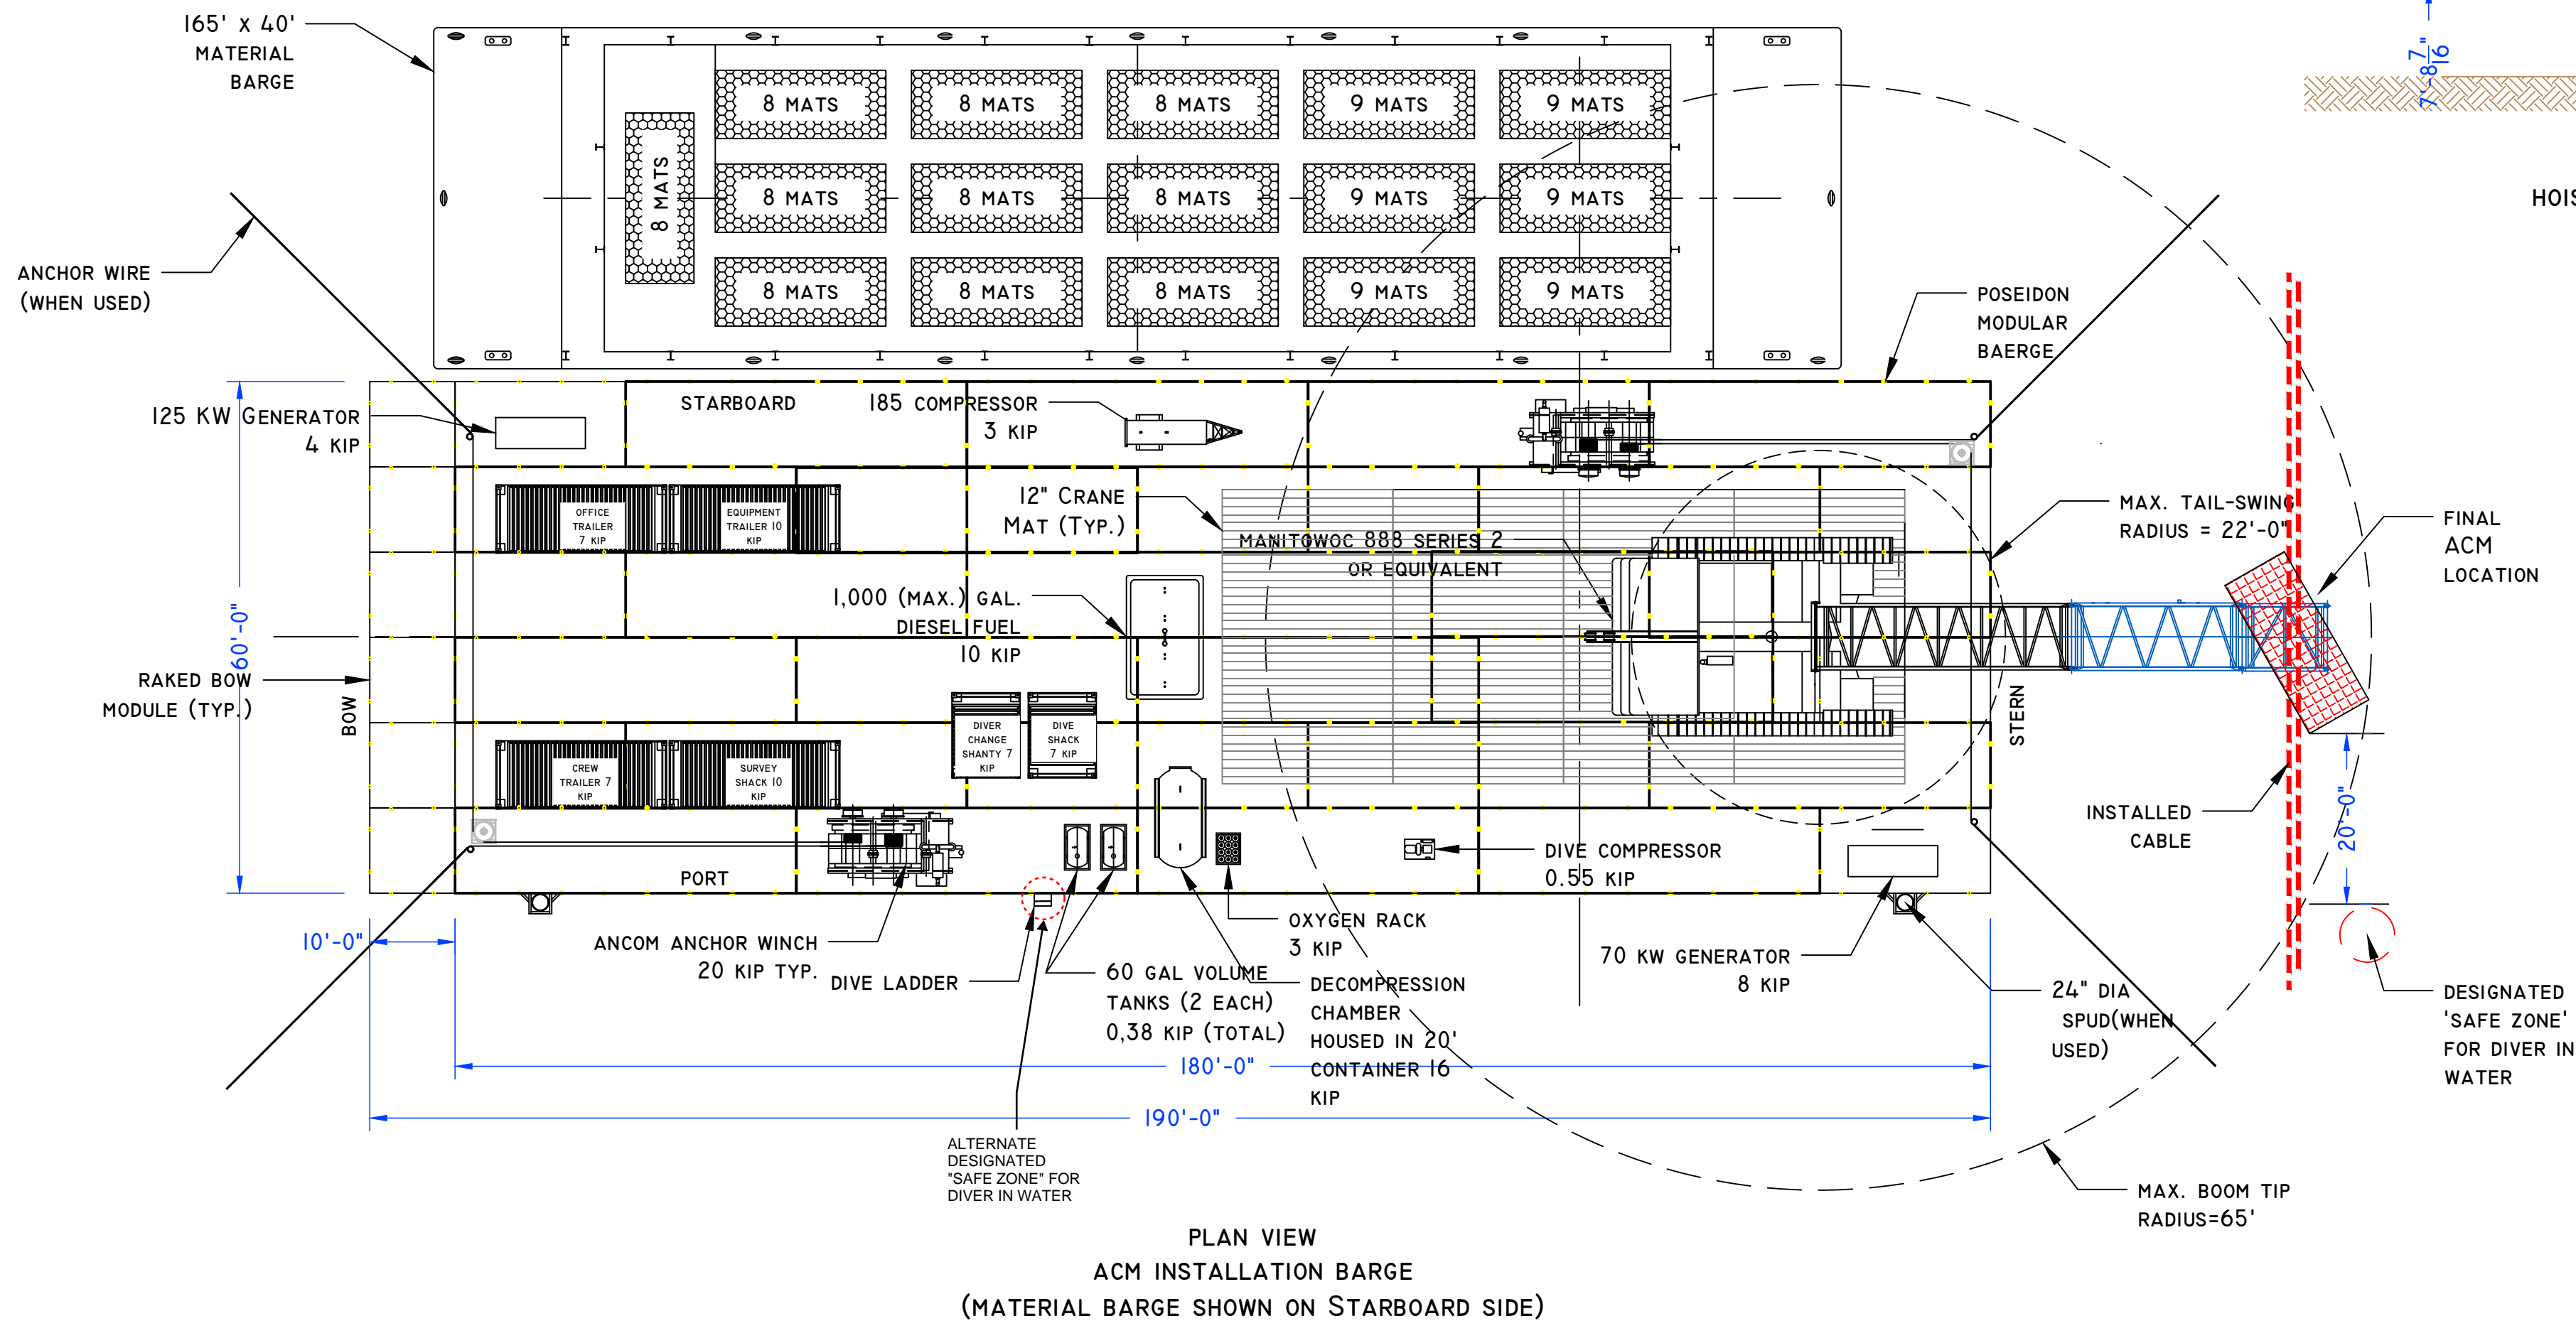 165' X 40'
MATERIAL
BARGE
8 MATS
8 MATS
8 MATS
8 MATS
9 MATS
9 MATS
8 MATS
8 MATS
8 MATS
9 MATS
9 MATS
8 MATS
8 MATS
8 MATS
9 MATS
9 MATS
7'-8 7/16"
HOIS
ANCHOR WIRE
(WHEN USED)
POSEIDON
MODULAR
BAERGE
125 KW GENERATOR
4 KIP
STARBOARD
185 COMPRESSOR
3 KIP
12" CRANE
MAT (TYP.)
OFFICE
TRAILER
7 KIP
EQUIPMENT
TRAILER 10
KIP
MANITOWOC 888 SERIES 2
OR EQUIVALENT
MAX. TAIL-SWING
RADIUS = 22'-0"
FINAL
ACM
LOCATION
1,000 (MAX.) GAL.
DIESEL FUEL
10 KIP
60'-0"
RAKED BOW
MODULE (TYP.)
BOW
STERN
DIVER
CHANGE
SHANTY 7
KIP
DIVE
SHACK
7 KIP
CREW
TRAILER 7
KIP
SURVEY
SHACK 10
KIP
INSTALLED
CABLE
20'-0"
PORT
DIVE COMPRESSOR
0.55 KIP
10'-0"
ANCOM ANCHOR WINCH
20 KIP TYP.
DIVE LADDER
OXYGEN RACK
3 KIP
60 GAL VOLUME
TANKS (2 EACH)
0,38 KIP (TOTAL)
DECOMPRESSION
CHAMBER
HOUSED IN 20'
CONTAINER 16
KIP
70 KW GENERATOR
8 KIP
24" DIA
SPUD(WHEN
USED)
DESIGNATED
'SAFE ZONE'
FOR DIVER IN
WATER
180'-0"
190'-0"
ALTERNATE
DESIGNATED
"SAFE ZONE" FOR
DIVER IN WATER
MAX. BOOM TIP
RADIUS=65'
PLAN VIEW
ACM INSTALLATION BARGE
(MATERIAL BARGE SHOWN ON STARBOARD SIDE)